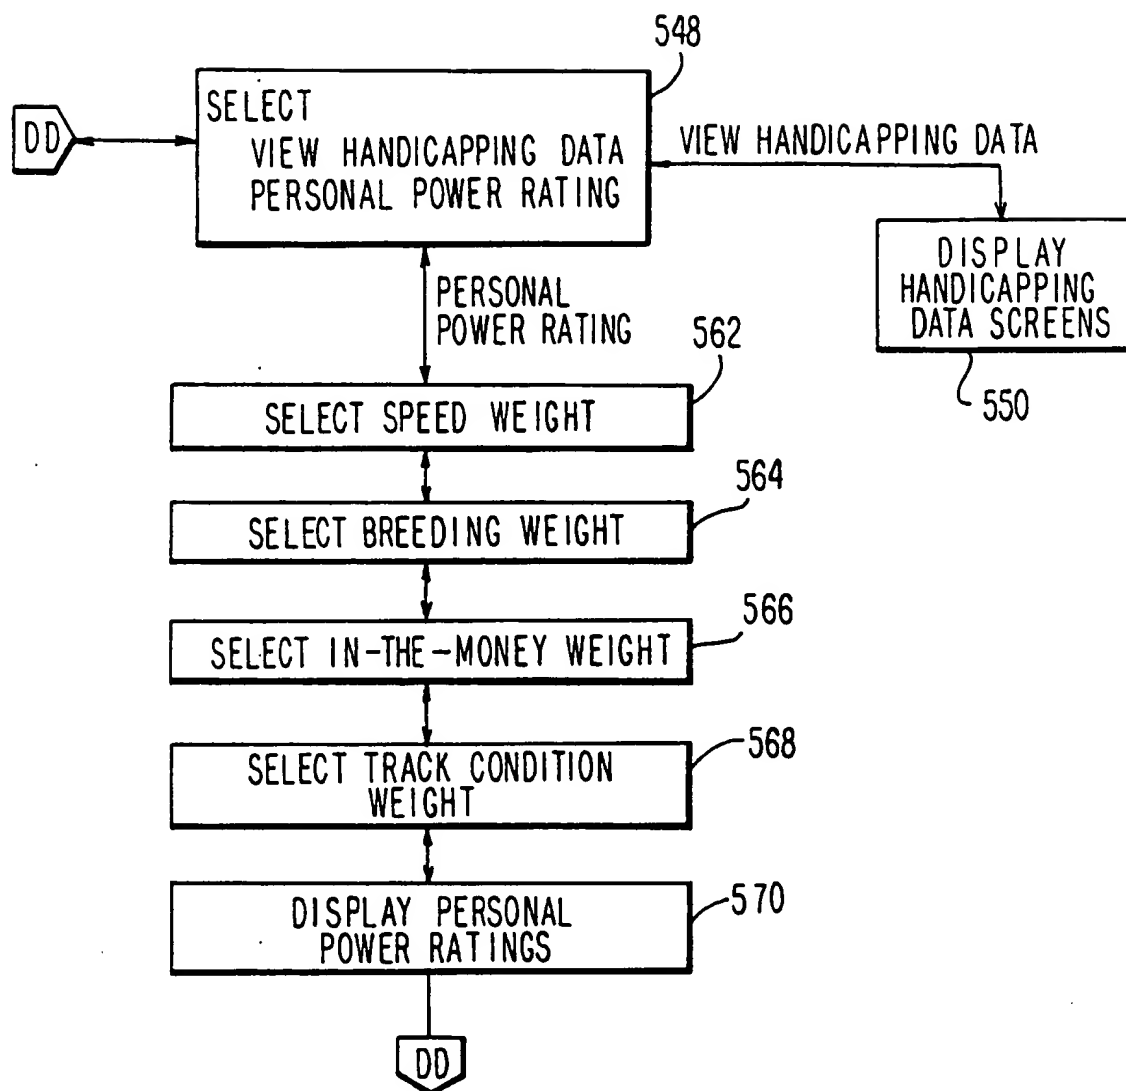 548
SELECT
VIEW HANDICAPPING DATA
PERSONAL POWER RATING
DD
VIEW HANDICAPPING DATA
DISPLAY
HANDICAPPING
DATA SCREENS
550
PERSONAL
POWER RATING
562
SELECT SPEED WEIGHT
564
SELECT BREEDING WEIGHT
566
SELECT IN-THE-MONEY WEIGHT
568
SELECT TRACK CONDITION
WEIGHT
570
DISPLAY PERSONAL
POWER RATINGS
DD